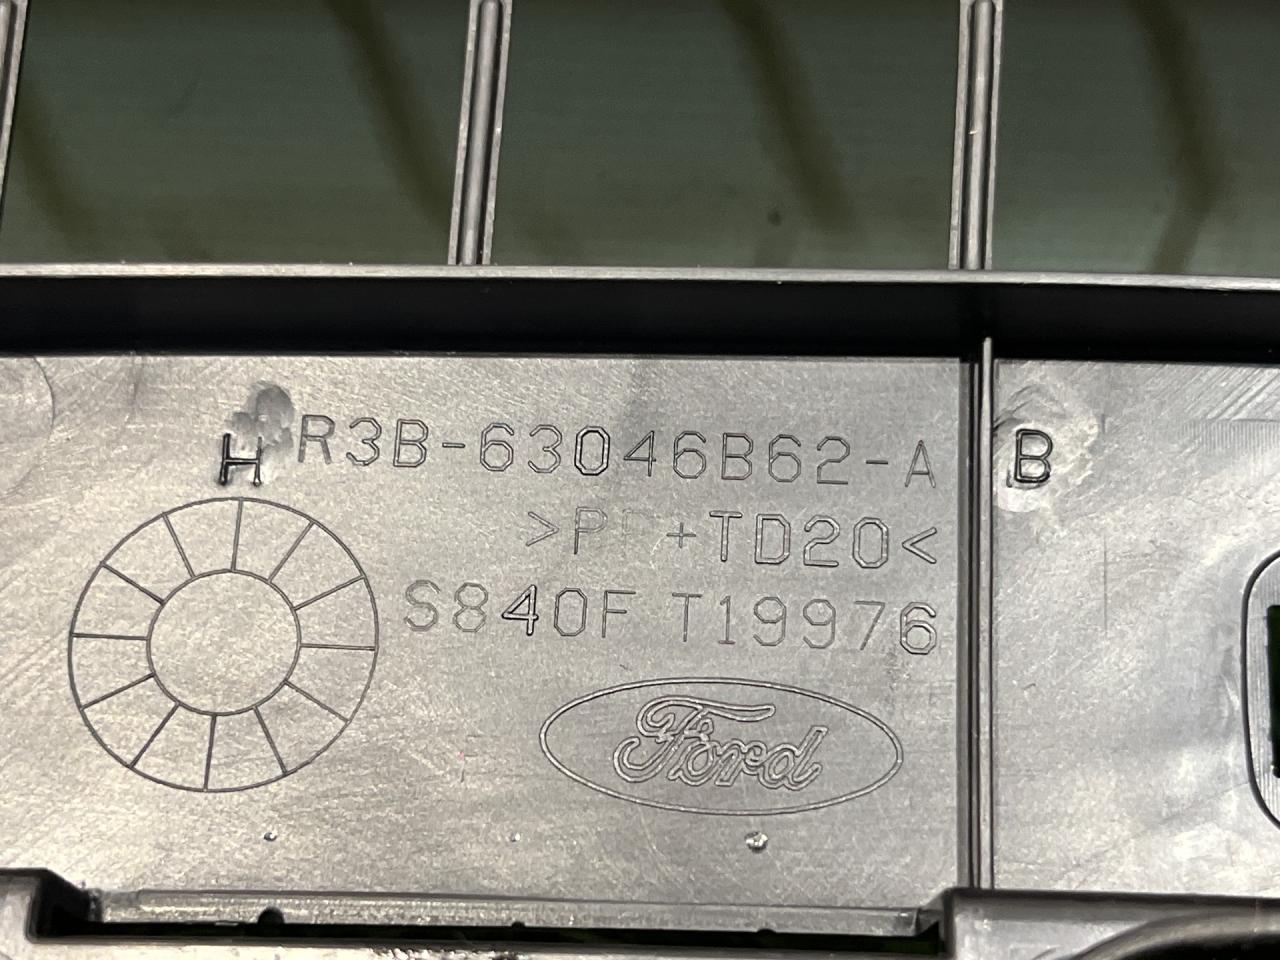 HR3B-63046B62-A B
>PP+TD20<
S840F T19976
Ford